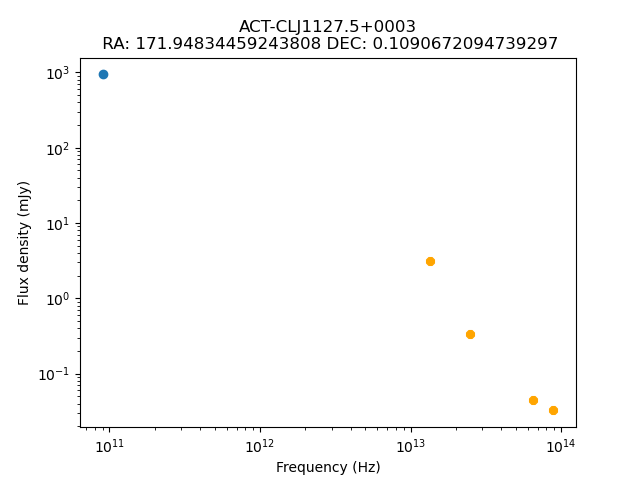 ACT-CLJ1127.5+0003
RA: 171.94834459243808 DEC: 0.1090672094739297
Flux density (mJy)
10³
10²
10¹
10⁰
10⁻¹
10¹¹
10¹²
10¹³
10¹⁴
Frequency (Hz)